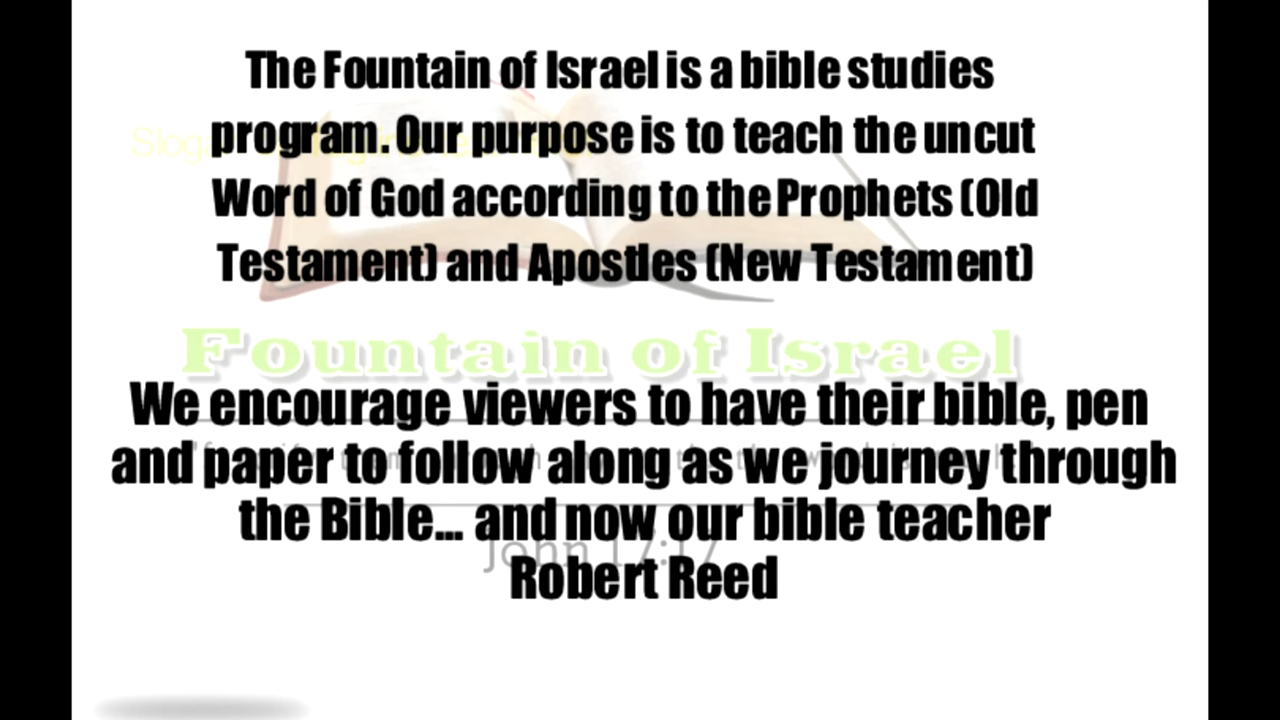 The Fountain of Israel is a bible studies
program. Our purpose is to teach the uncut
Word of God according to the Prophets (Old
Testament) and Apostles (New Testament)
Fountain of Israel
We encourage viewers to have their bible, pen
and paper to follow along as we journey through
the Bible... and now our bible teacher
John 17:17
Robert Reed